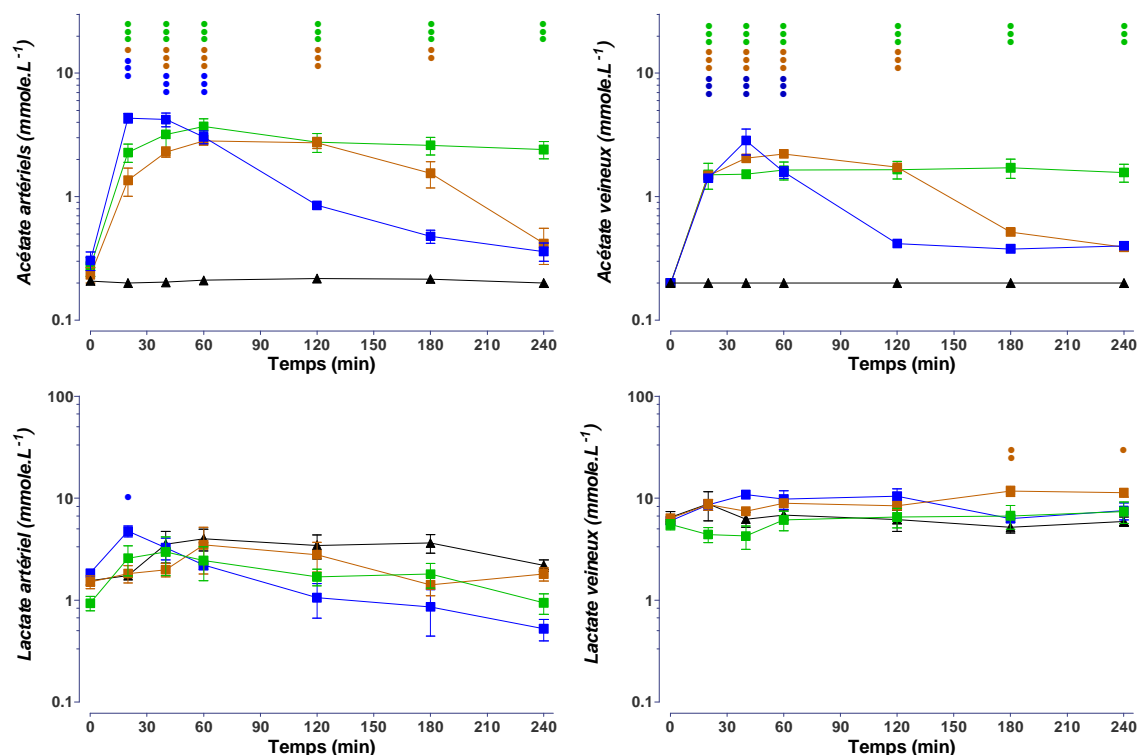 Acétate artériels (mmole.L⁻¹)
10
1
0.1
0 30 60 90 120 150 180 210 240
Temps (min)
Acétate veineux (mmole.L⁻¹)
10
1
0.1
0 30 60 90 120 150 180 210 240
Temps (min)
Lactate artériel (mmole.L⁻¹)
100
10
1
0.1
0 30 60 90 120 150 180 210 240
Temps (min)
Lactate veineux (mmole.L⁻¹)
100
10
1
0.1
0 30 60 90 120 150 180 210 240
Temps (min)